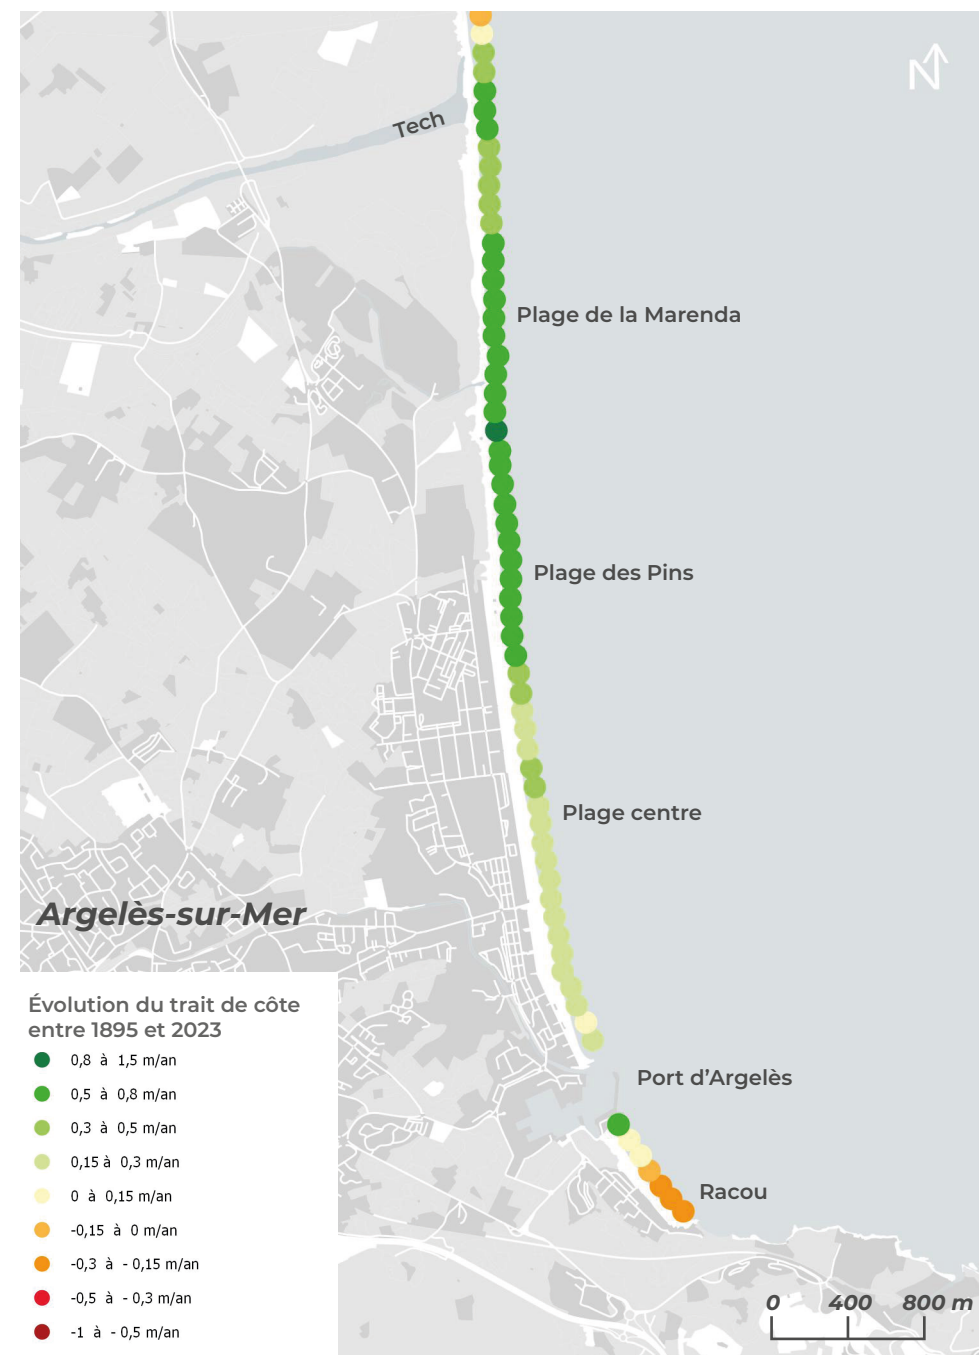 N
Tech
Plage de la Marenda
Plage des Pins
Plage centre
Argelès-sur-Mer
Port d'Argelès
Racou
Évolution du trait de côte
entre 1895 et 2023
0,8 à 1,5 m/an
0,5 à 0,8 m/an
0,3 à 0,5 m/an
0,15 à 0,3 m/an
0 à 0,15 m/an
-0,15 à 0 m/an
-0,3 à - 0,15 m/an
-0,5 à - 0,3 m/an
-1 à - 0,5 m/an
0 400 800 m